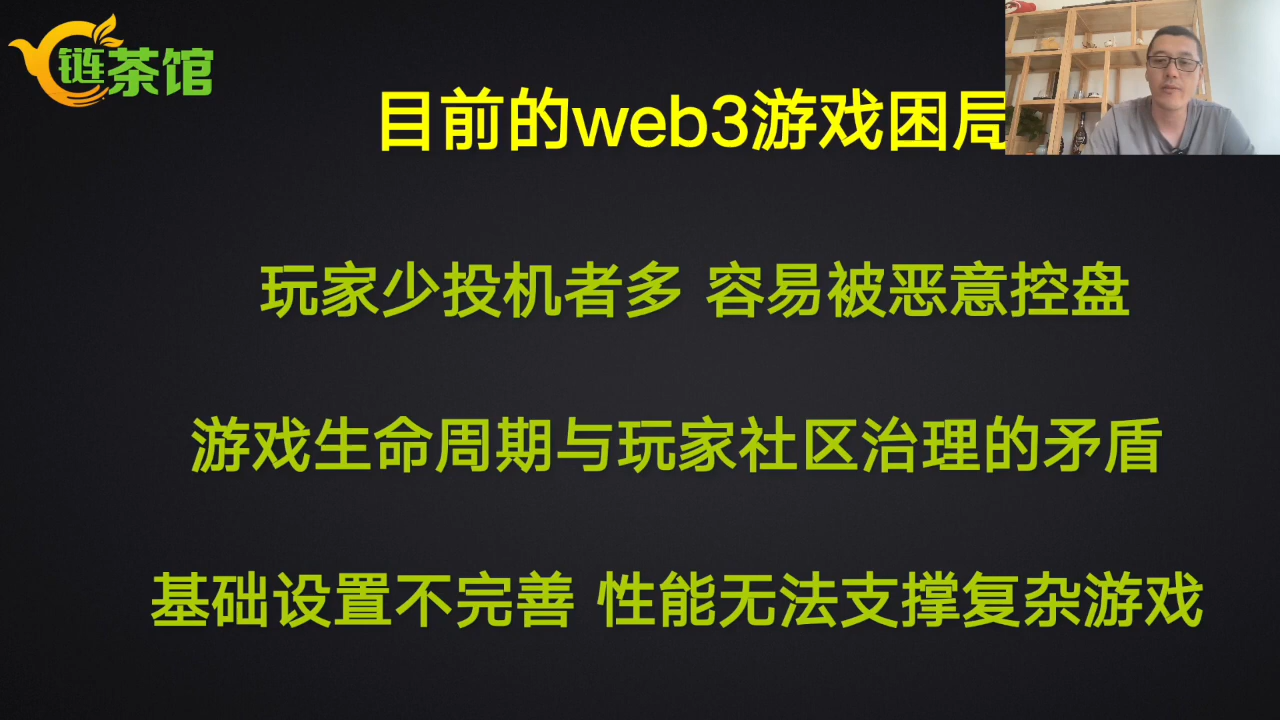 链茶馆
目前的web3游戏困局
玩家少投机者多 容易被恶意控盘
游戏生命周期与玩家社区治理的矛盾
基础设置不完善 性能无法支撑复杂游戏